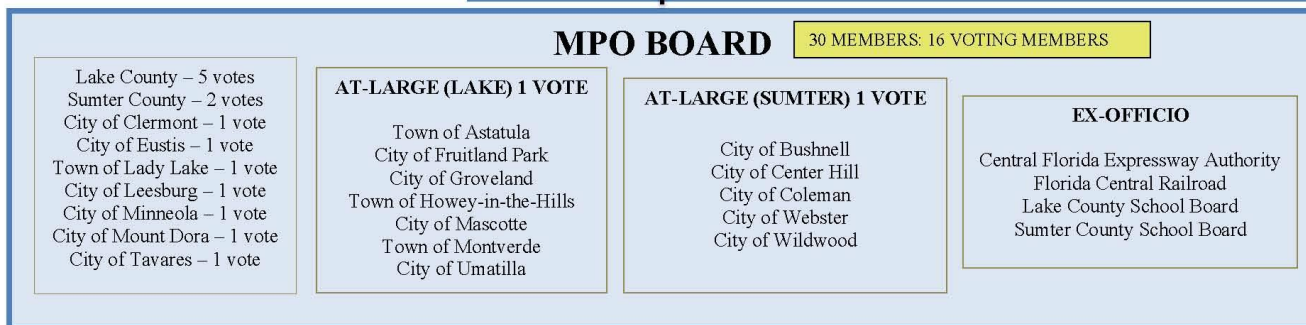 MPO BOARD
30 MEMBERS: 16 VOTING MEMBERS
Lake County – 5 votes
Sumter County – 2 votes
City of Clermont – 1 vote
City of Eustis – 1 vote
Town of Lady Lake – 1 vote
City of Leesburg – 1 vote
City of Minneola – 1 vote
City of Mount Dora – 1 vote
City of Tavares – 1 vote
AT-LARGE (LAKE) 1 VOTE
Town of Astatula
City of Fruitland Park
City of Groveland
Town of Howey-in-the-Hills
City of Mascotte
Town of Montverde
City of Umatilla
AT-LARGE (SUMTER) 1 VOTE
City of Bushnell
City of Center Hill
City of Coleman
City of Webster
City of Wildwood
EX-OFFICIO
Central Florida Expressway Authority
Florida Central Railroad
Lake County School Board
Sumter County School Board